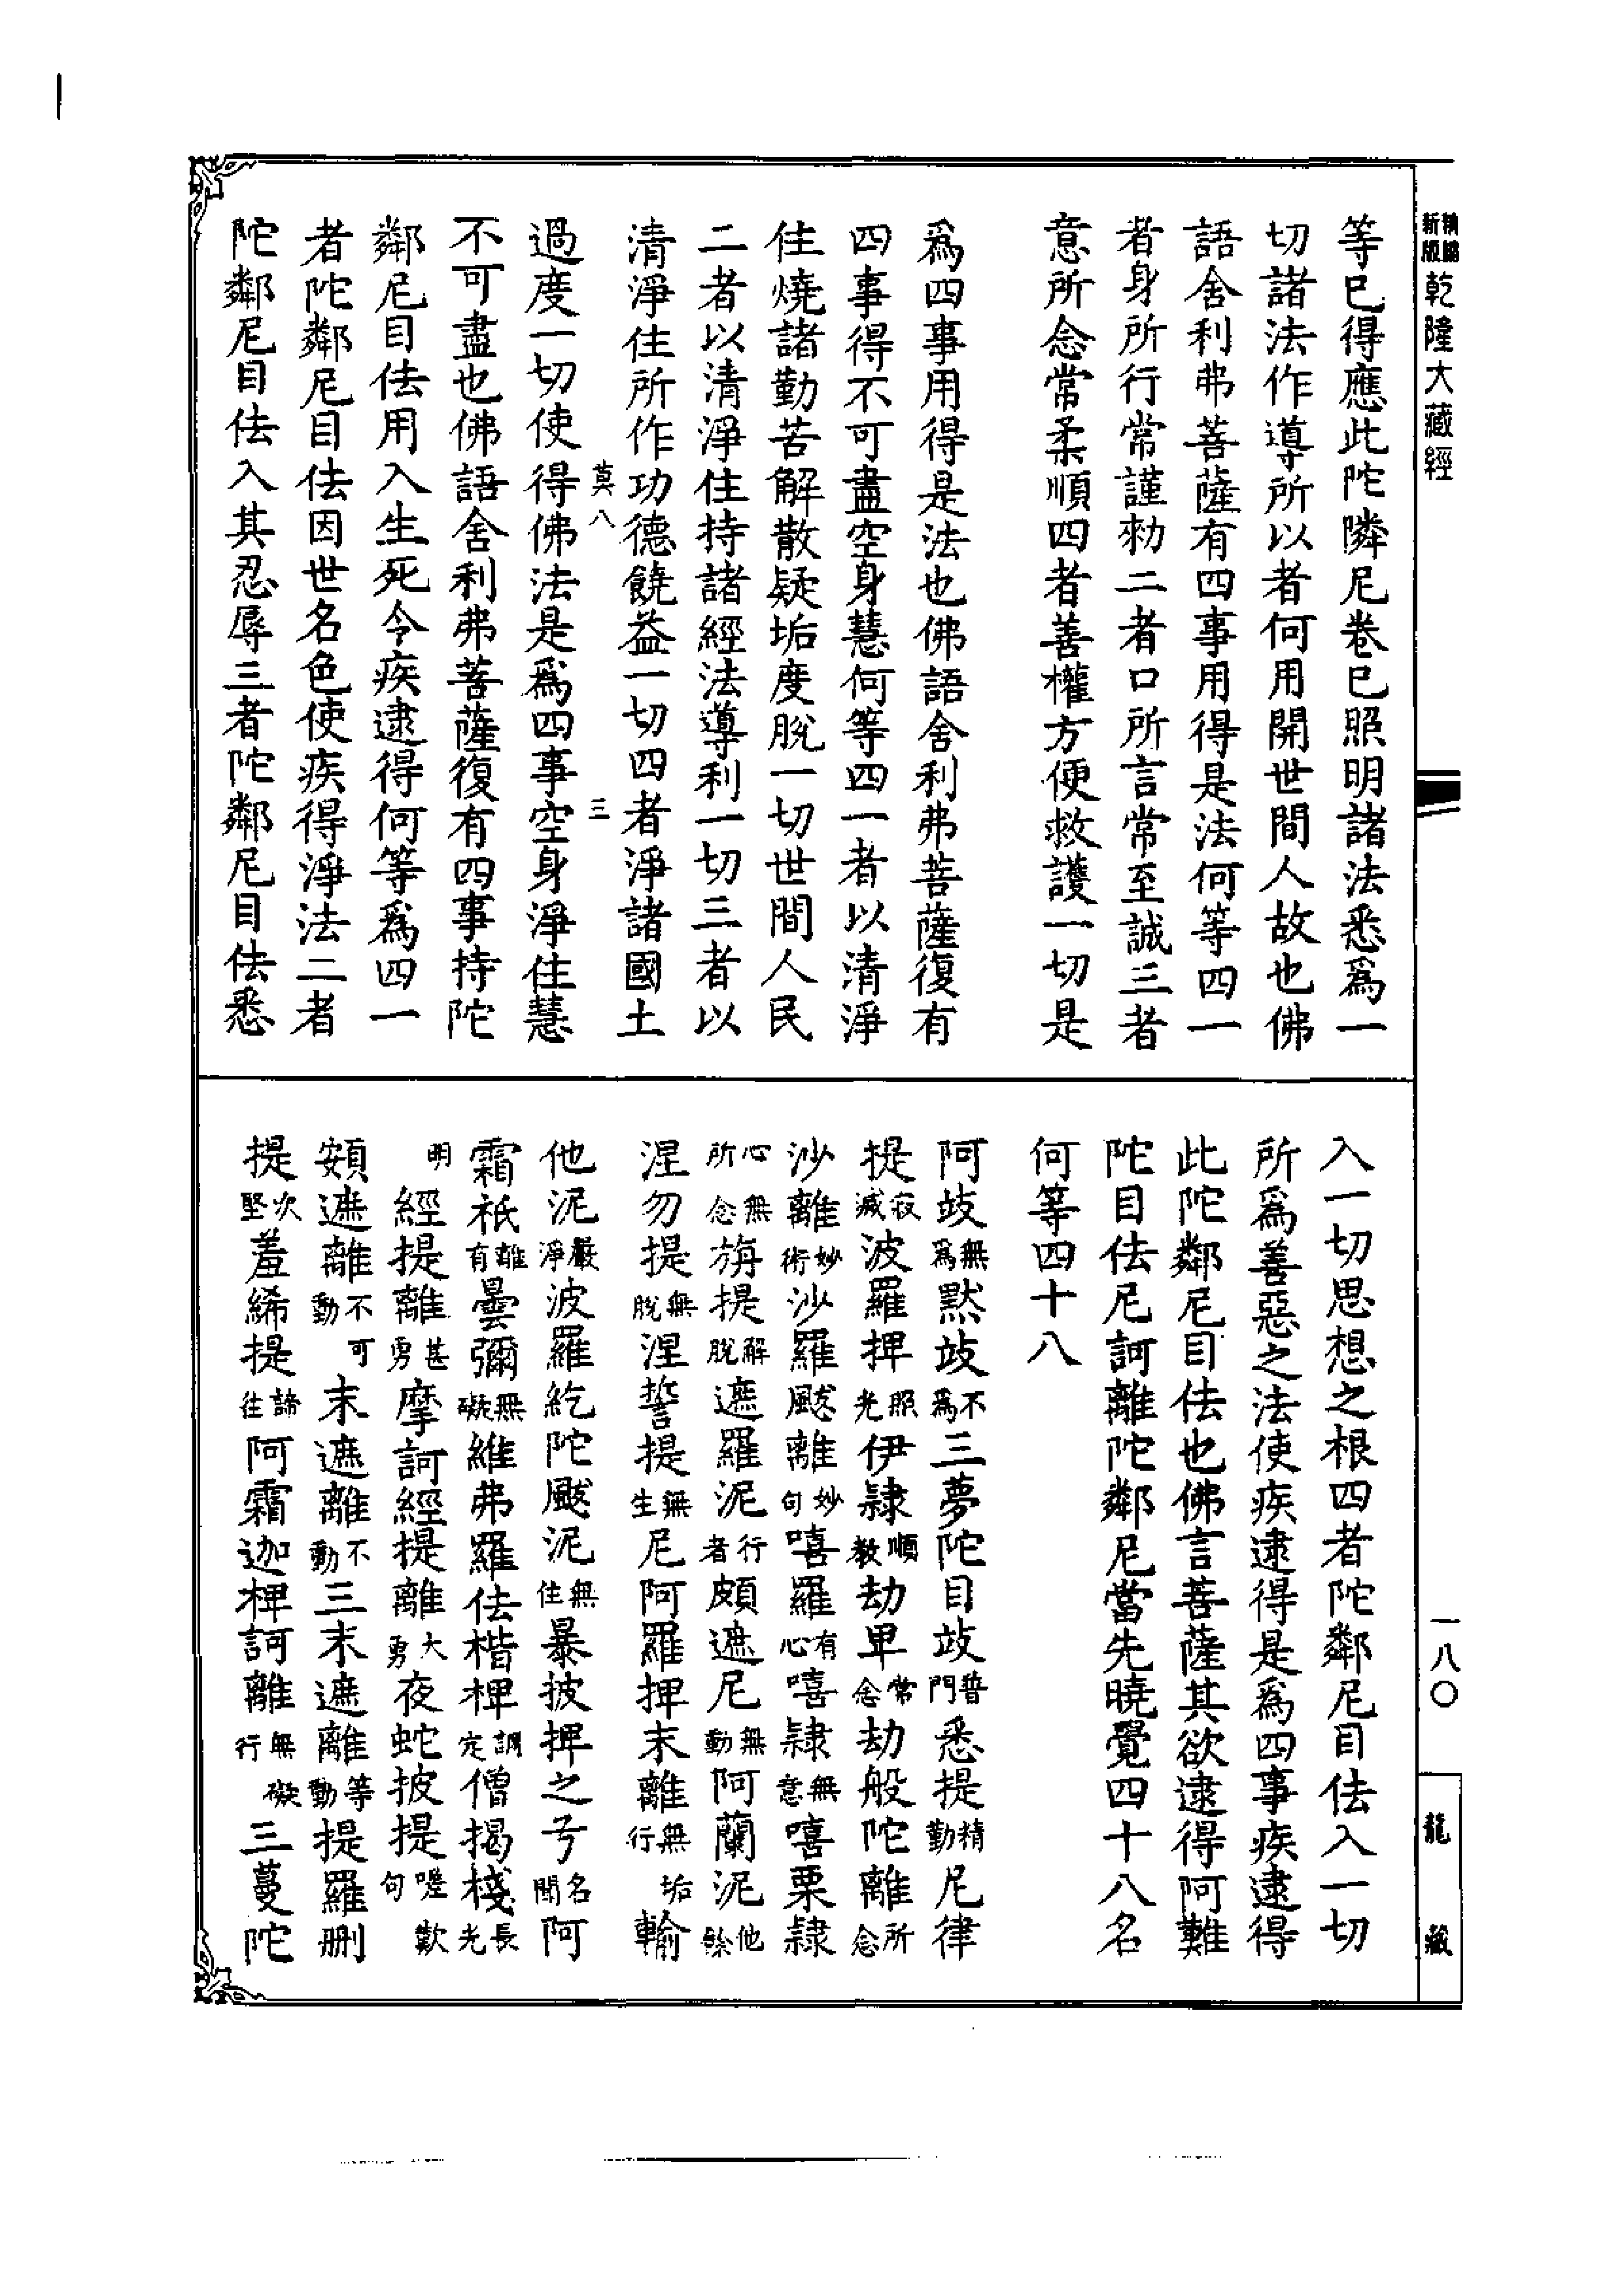 新版
乾隆大藏經
等已得應此陀隣尼卷已照明諸法悉爲一
切諸法作導所以者何用開世間人故也佛
語舍利弗菩薩有四事用得是法何等四一
者身所行常謹勑二者口所言常至誠三者
意所念常柔順四者善權方便救護一切是
爲四事用得是法也佛語舍利弗菩薩復有
四事得不可盡空身慧何等四一者以清淨
住燒諸勤苦解散疑垢度脫一切世間人民
二者以清淨住持諸經法導利一切三者以
清淨住所作功德饒益一切四者淨諸國土
莫八 三
過度一切使得佛法是爲四事空身淨住慧
不可盡也佛語舍利弗菩薩復有四事持陀
鄰尼目佉用入生死令疾逮得何等爲四一
者陀鄰尼目佉因世名色使疾得淨法二者
陀鄰尼目佉入其忍辱三者陀鄰尼目佉悉
入一切思想之根四者陀鄰尼目佉入一切
所爲善惡之法使疾逮得是爲四事疾逮得
此陀鄰尼目佉也佛言菩薩其欲逮得阿難
陀目佉尼訶離陀鄰尼當先曉覺四十八名
何等四十八
阿歧無爲默歧不爲三夢陀目歧普門悉提精勤尼律
提寂滅波羅捭照光伊隷順教劫卑常念劫般陀離所念
沙離妙術沙羅颰離妙句嘻羅有心嘻隷無意嘻栗隷
心無所念旃提解脫遮羅泥行者頗遮尼無動阿蘭泥他餘
涅勿提無脫涅誓提無生尼阿羅捭末離無垢行輸
他泥嚴淨波羅紇陀颰泥無住暴披捭之兮名聞阿
霜祇離有曇彌無礙維弗羅佉楷椑調定僧揭棧長光
明經提離甚勇摩訶經提離大勇夜蛇披提嗟歎句
頞遮離不可動末遮離不動三末遮離等動提羅刪
提次堅羞絺提諦住阿霜迦椑訶離無礙行三蔓陀
一八〇
龍藏